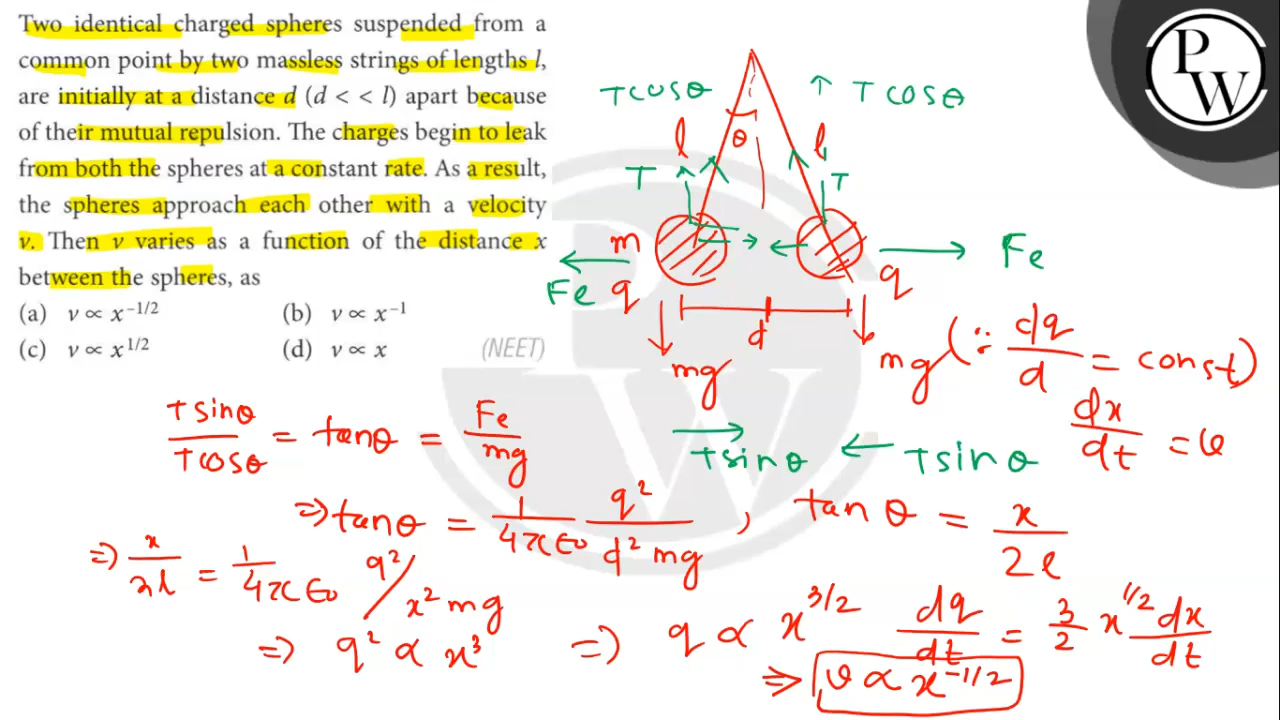 Two identical charged spheres suspended from a
common point by two massless strings of lengths l,
are initially at a distance d (d < < l) apart because
of their mutual repulsion. The charges begin to leak
from both the spheres at a constant rate. As a result,
the spheres approach each other with a velocity
v. Then v varies as a function of the distance x
between the spheres, as
(a) v ∝ x^{-1/2} (b) v ∝ x^{-1}
(c) v ∝ x^{1/2} (d) v ∝ x (NEET)
P
W
Tcosθ ↑ Tcosθ
l θ l
T T
m
Fe q q Fe
d
mg mg (∵ dq/d = const)
dx/dt = v
Tsinθ/Tcosθ = tanθ = Fe/mg
Tsinθ Tsinθ
⇒ tanθ = 1/4πε0 q²/d² mg , tanθ = x/2l
⇒ x/2l = 1/4πε0 q²/x² mg
⇒ q² ∝ x³ ⇒ q ∝ x^{3/2} dq/dt = 3/2 x^{1/2} dx/dt
⇒ v ∝ x^{-1/2}